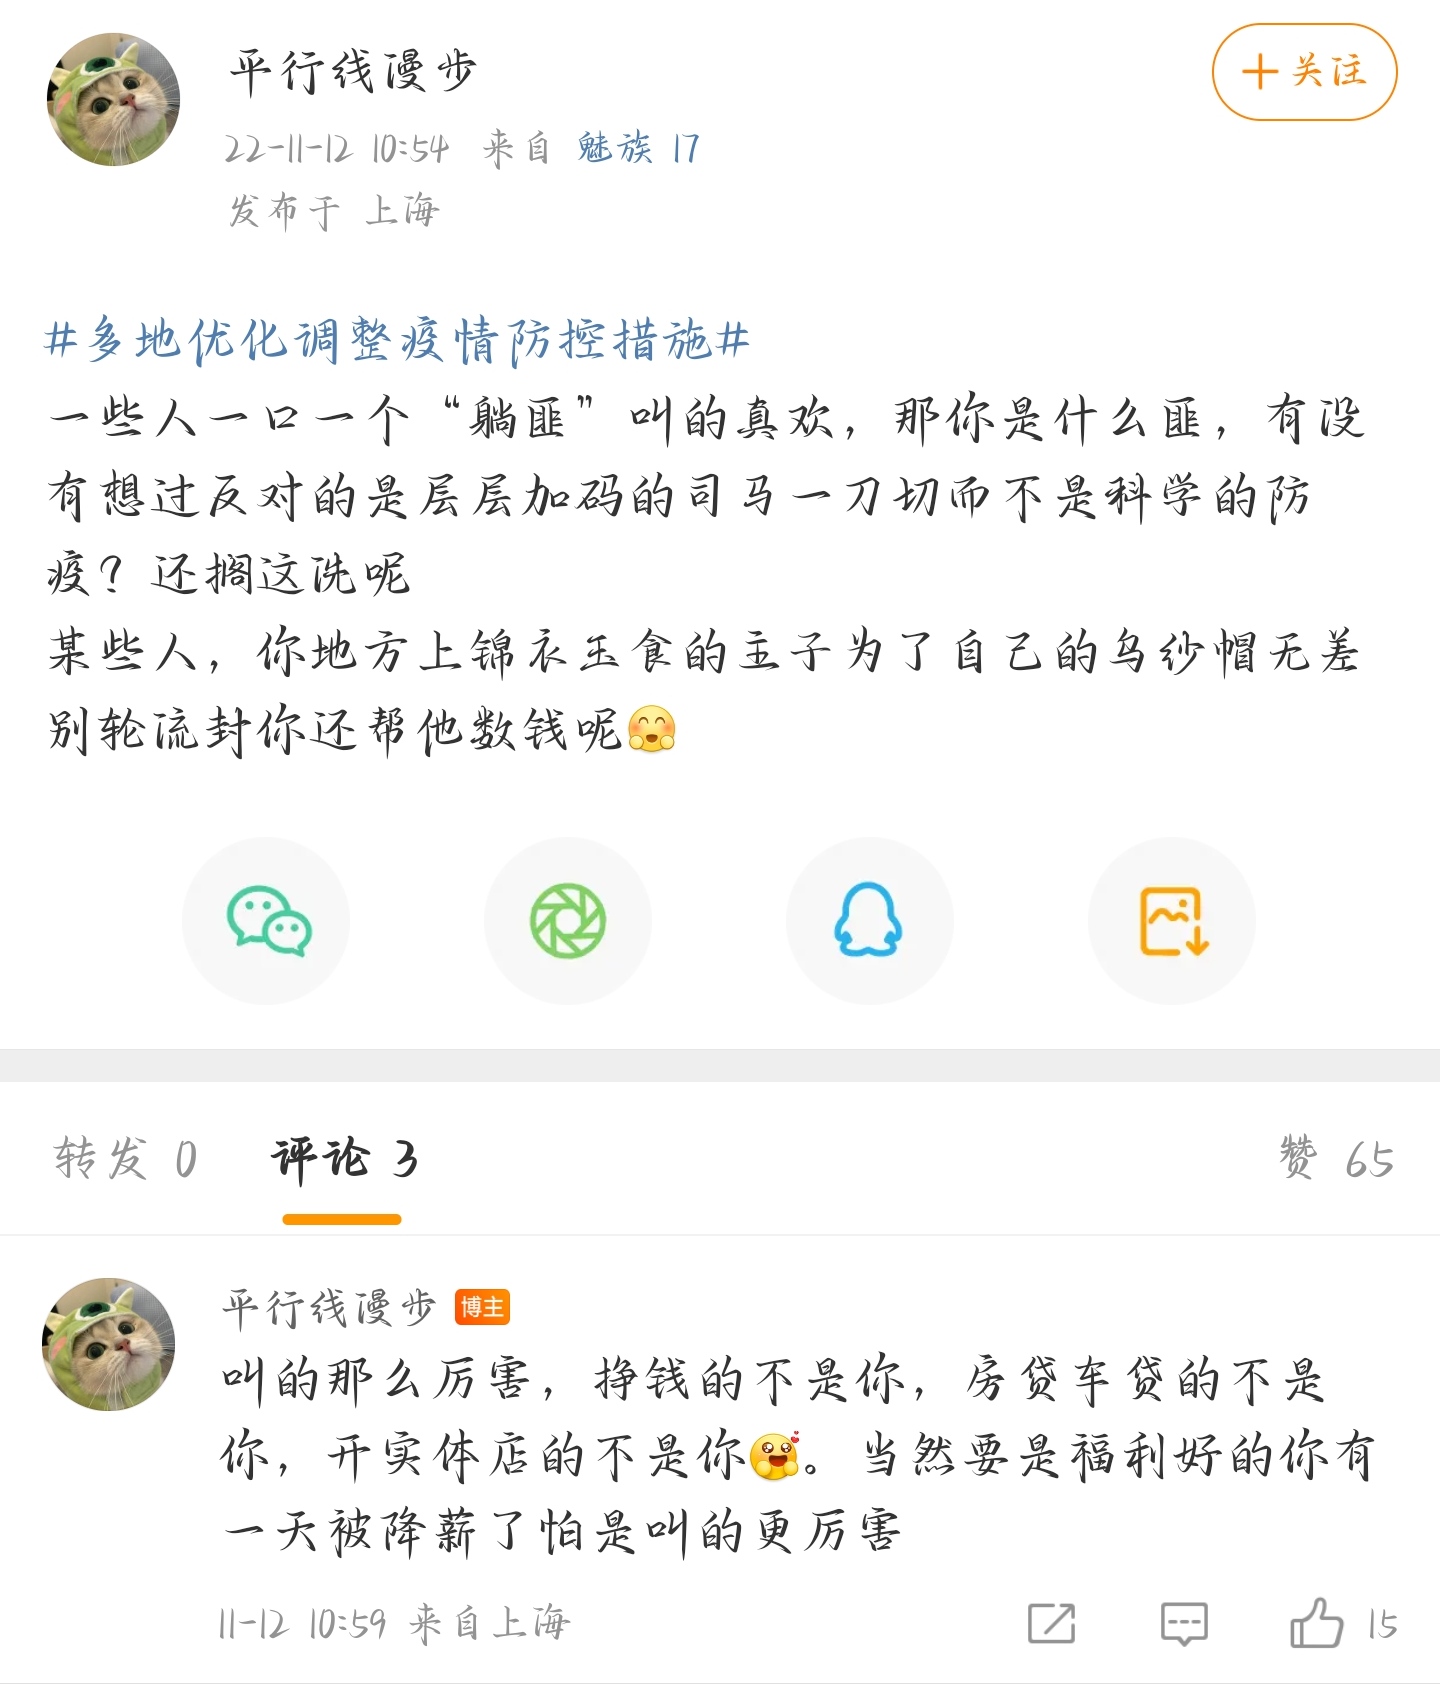 平行线漫步
22-11-12 10:54 来自 魅族 17
发布于 上海
+关注
#多地优化调整疫情防控措施#
一些人一口一个“躺匪”叫的真欢，那你是什么匪，有没
有想过反对的是层层加码的司马一刀切而不是科学的防
疫？还搁这洗呢
某些人，你地方上锦衣玉食的主子为了自己的乌纱帽无差
别轮流封你你还帮他数钱呢
转发 0 评论 3 赞 65
平行线漫步 博主
叫的那么厉害，挣钱的不是你，房贷车贷的不是
你，开实体店的不是你。当然要是福利好的你有
一天被降薪了怕是叫的更厉害
11-12 10:59 来自上海 15